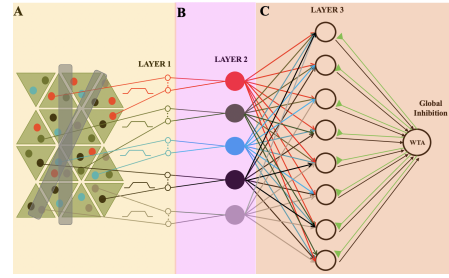 A
B
C
LAYER 3
LAYER 1
LAYER 2
Global
Inhibition
WTA